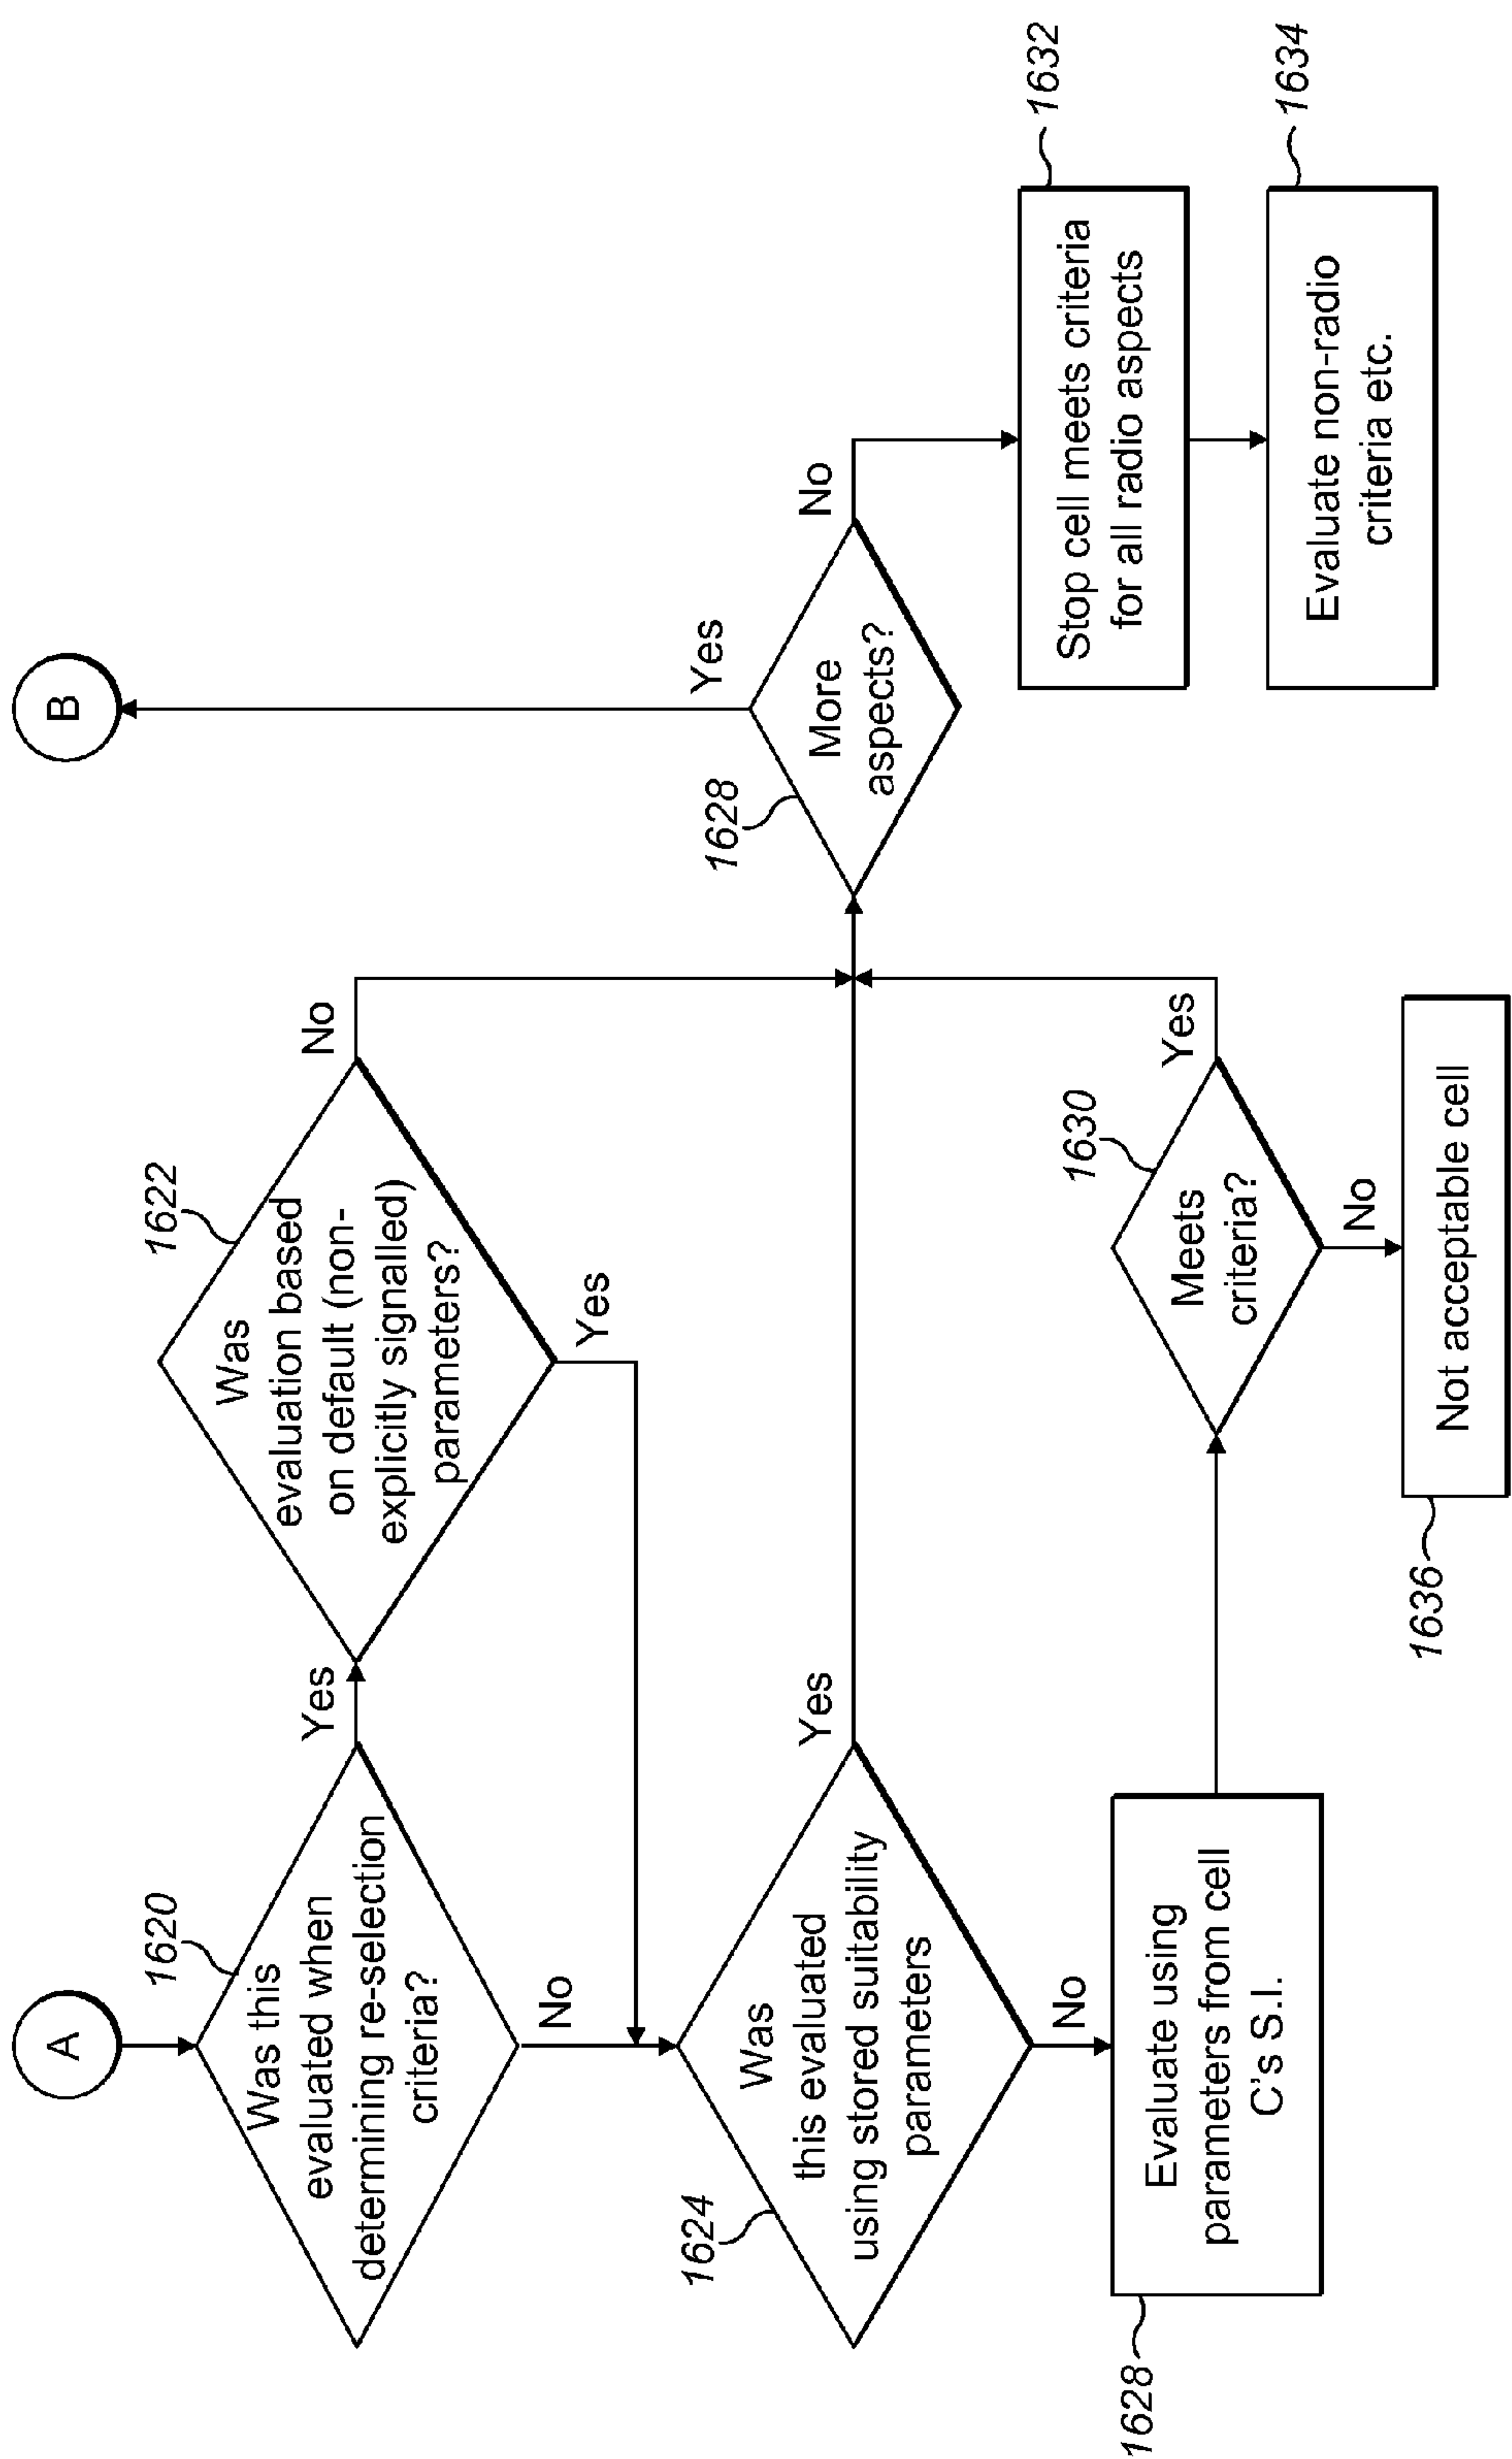 A
1620
Was this
evaluated when
determining re-selection
criteria?
Yes
No
1622
Was
evaluation based
on default (non-
explicitly signalled)
parameters?
No
Yes
B
1624
Was
this evaluated
using stored suitability
parameters
Yes
No
1628
More
aspects?
Yes
No
1628
Evaluate using
parameters from cell
C's S.I.
1630
Meets
criteria?
Yes
No
1632
Stop cell meets criteria
for all radio aspects
1634
Evaluate non-radio
criteria etc.
1636
Not acceptable cell